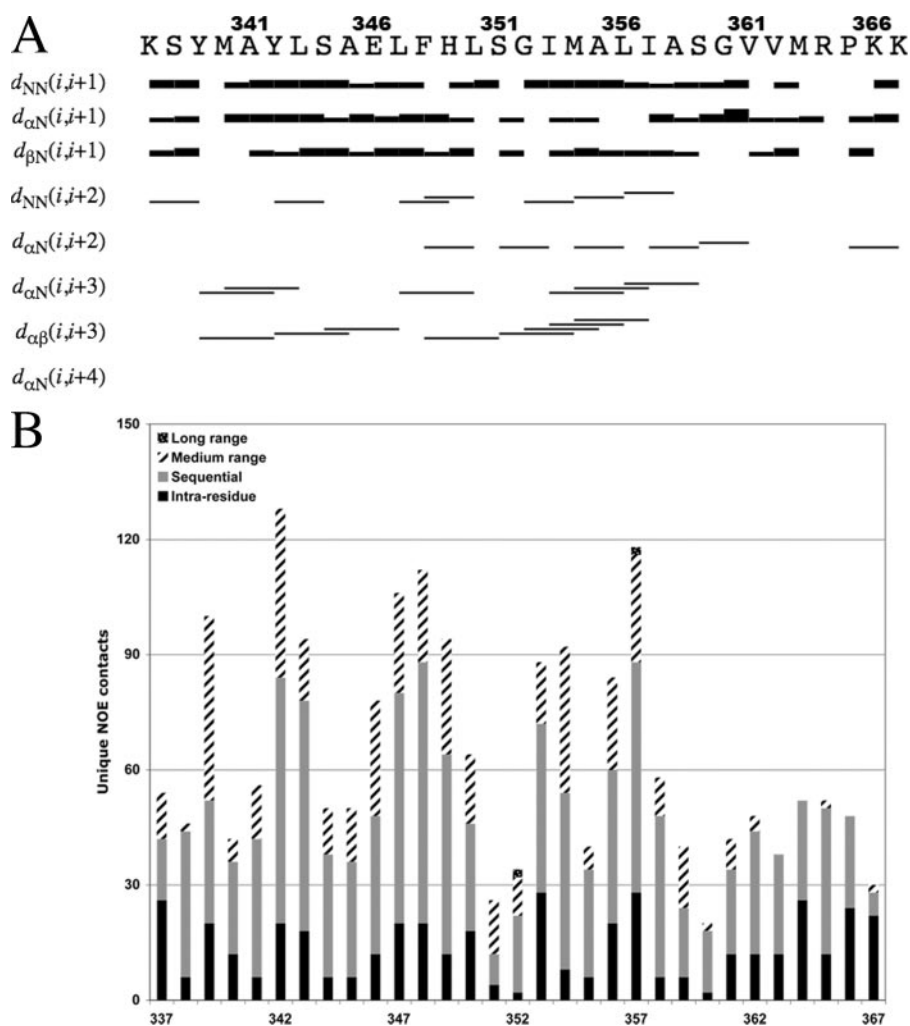 A
341 346 351 356 361 366
KSYMAYLSAELFHLSGIMALIASGVVMRPKK
dNN(i,i+1)
dαN(i,i+1)
dβN(i,i+1)
dNN(i,i+2)
dαN(i,i+2)
dαN(i,i+3)
dαβ(i,i+3)
dαN(i,i+4)
B
Long range
Medium range
Sequential
Intra-residue
Unique NOE contacts
150
120
90
60
30
0
337 342 347 352 357 362 367